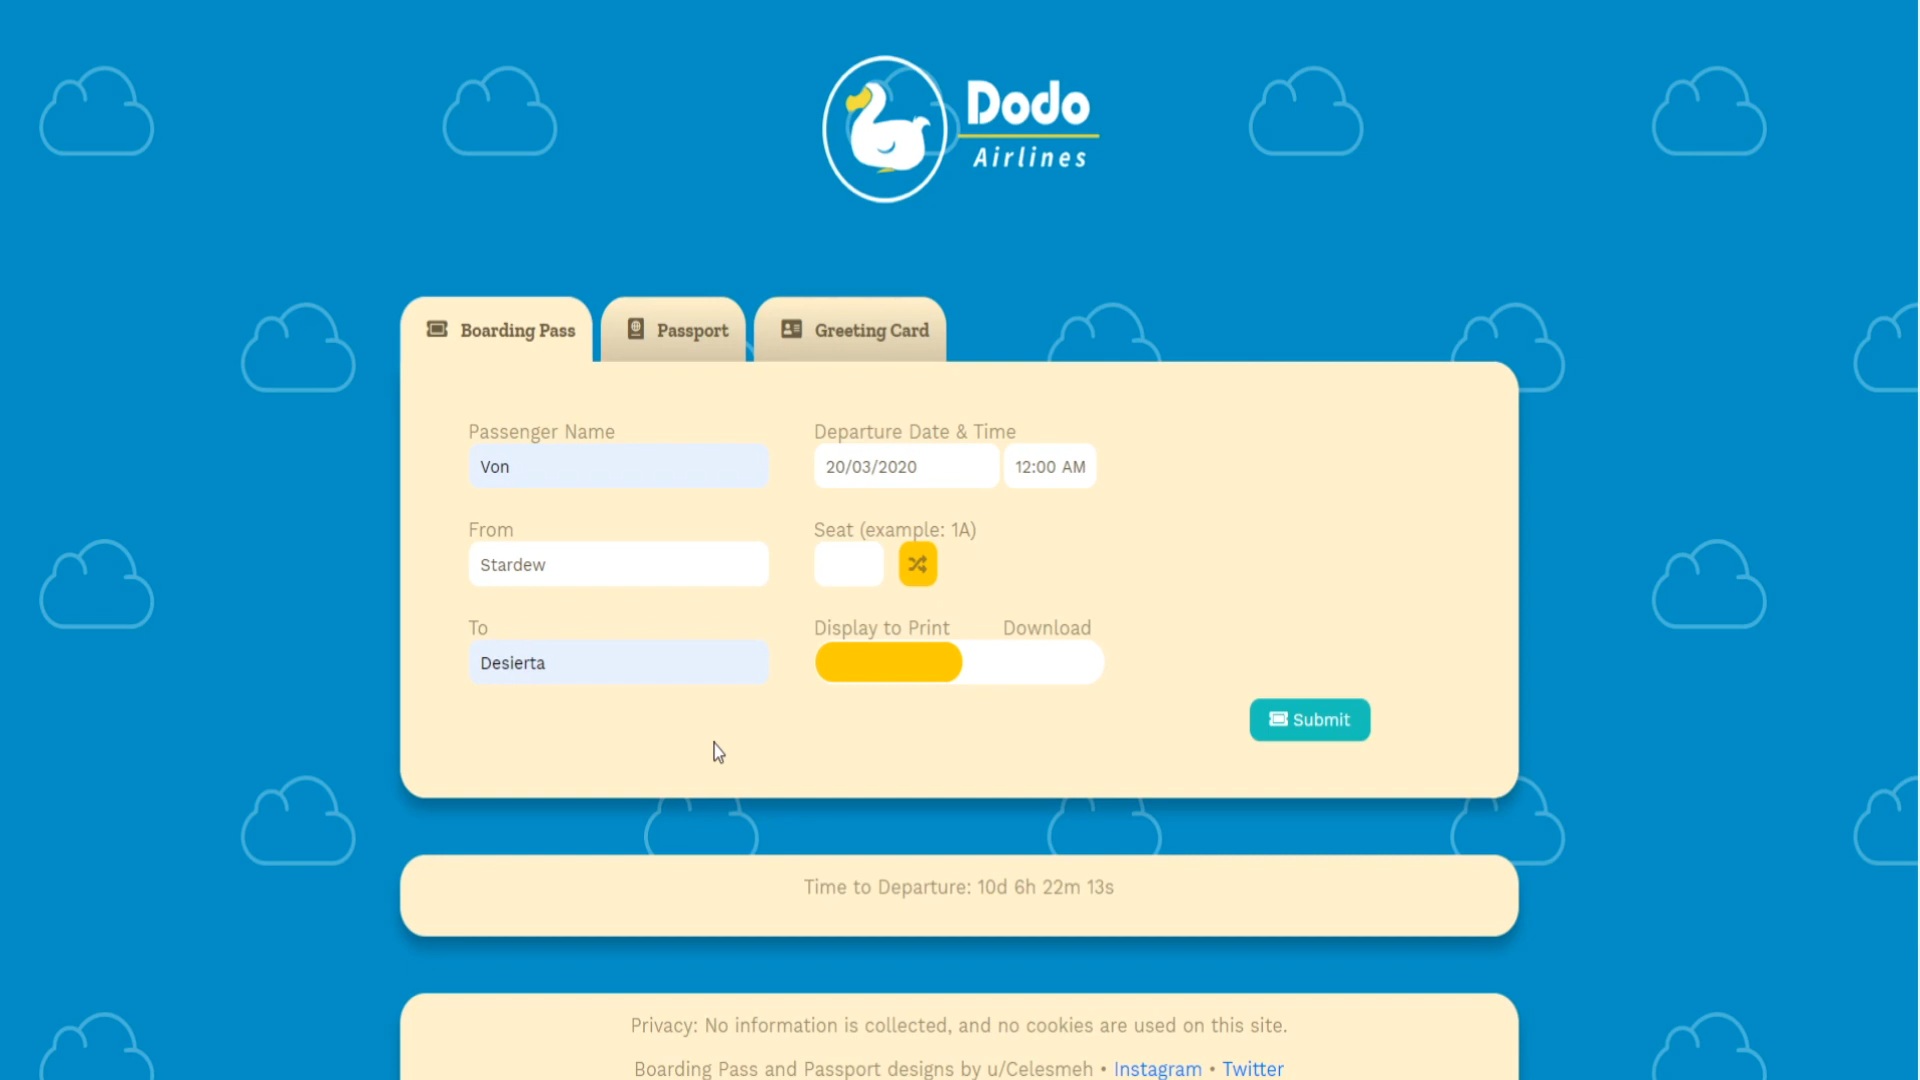 Dodo
Airlines
Boarding Pass
Passport
Greeting Card
Passenger Name
Von
Departure Date & Time
20/03/2020
12:00 AM
From
Stardew
Seat (example: 1A)
To
Desierta
Display to Print
Download
Submit
Time to Departure: 10d 6h 22m 13s
Privacy: No information is collected, and no cookies are used on this site.
Boarding Pass and Passport designs by u/Celesmeh • Instagram • Twitter